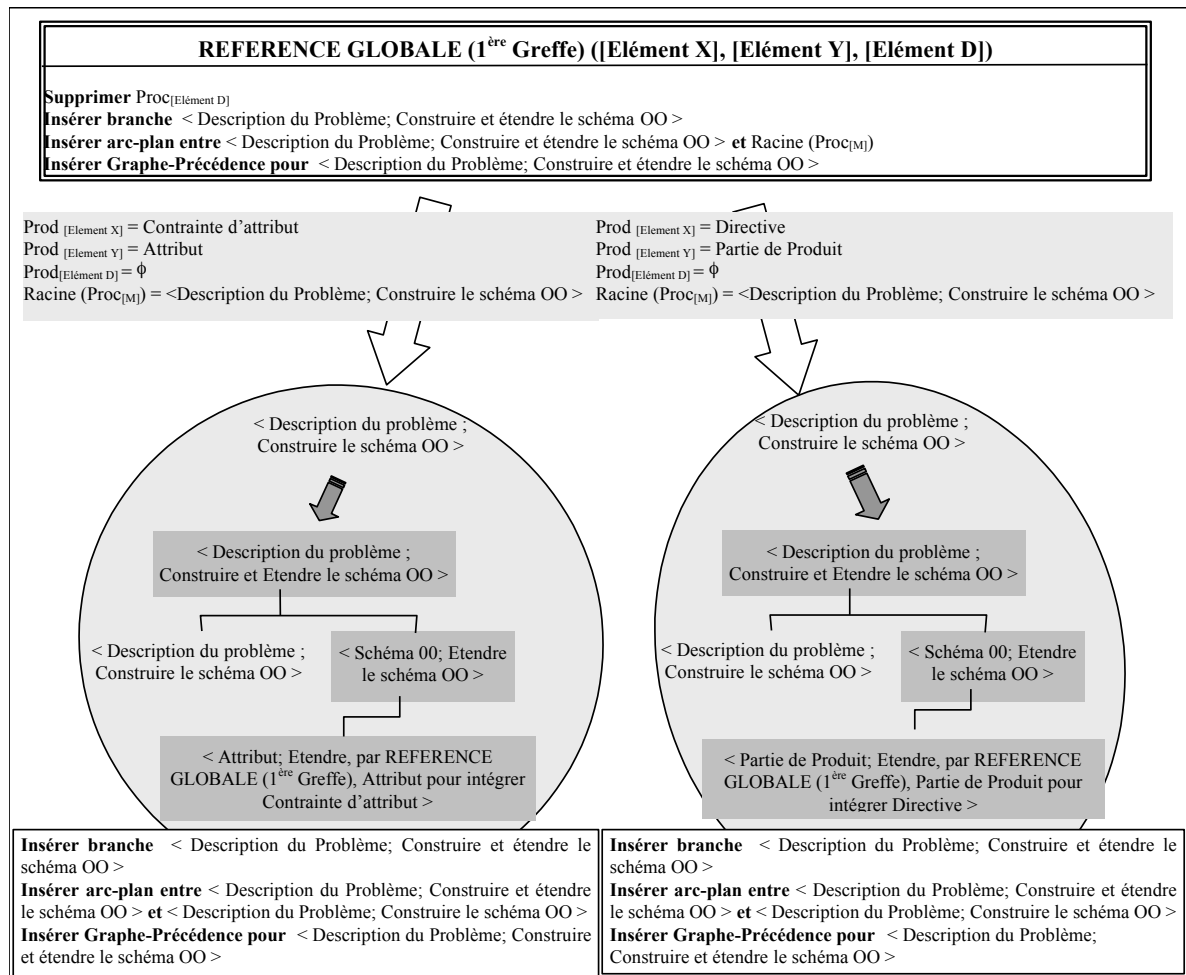 REFERENCE GLOBALE (1ère Greffe) ([Elément X], [Elément Y], [Elément D])
Supprimer Proc[Elément D]
Insérer branche < Description du Problème; Construire et étendre le schéma OO >
Insérer arc-plan entre < Description du Problème; Construire et étendre le schéma OO > et Racine (Proc[M])
Insérer Graphe-Précédence pour < Description du Problème; Construire et étendre le schéma OO >
Prod [Element X] = Contrainte d'attribut
Prod [Element Y] = Attribut
Prod[Elément D] = ϕ
Racine (Proc[M]) = <Description du Problème; Construire le schéma OO >
Prod [Element X] = Directive
Prod [Element Y] = Partie de Produit
Prod[Elément D] = ϕ
Racine (Proc[M]) = <Description du Problème; Construire le schéma OO >
< Description du problème ;
Construire le schéma OO >
< Description du problème ;
Construire et Etendre le schéma OO >
< Description du problème ;
Construire le schéma OO >
< Schéma 00; Etendre
le schéma OO >
< Attribut; Etendre, par REFERENCE
GLOBALE (1ère Greffe), Attribut pour intégrer
Contrainte d'attribut >
< Description du problème ;
Construire le schéma OO >
< Description du problème ;
Construire et Etendre le schéma OO >
< Description du problème ;
Construire le schéma OO >
< Schéma 00; Etendre
le schéma OO >
< Partie de Produit; Etendre, par REFERENCE
GLOBALE (1ère Greffe), Partie de Produit pour
intégrer Directive >
Insérer branche < Description du Problème; Construire et étendre le
schéma OO >
Insérer arc-plan entre < Description du Problème; Construire et étendre
le schéma OO > et < Description du Problème; Construire le schéma OO >
Insérer Graphe-Précédence pour < Description du Problème; Construire
et étendre le schéma OO >
Insérer branche < Description du Problème; Construire et étendre le
schéma OO >
Insérer arc-plan entre < Description du Problème; Construire et étendre
le schéma OO > et < Description du Problème; Construire le schéma OO >
Insérer Graphe-Précédence pour < Description du Problème;
Construire et étendre le schéma OO >